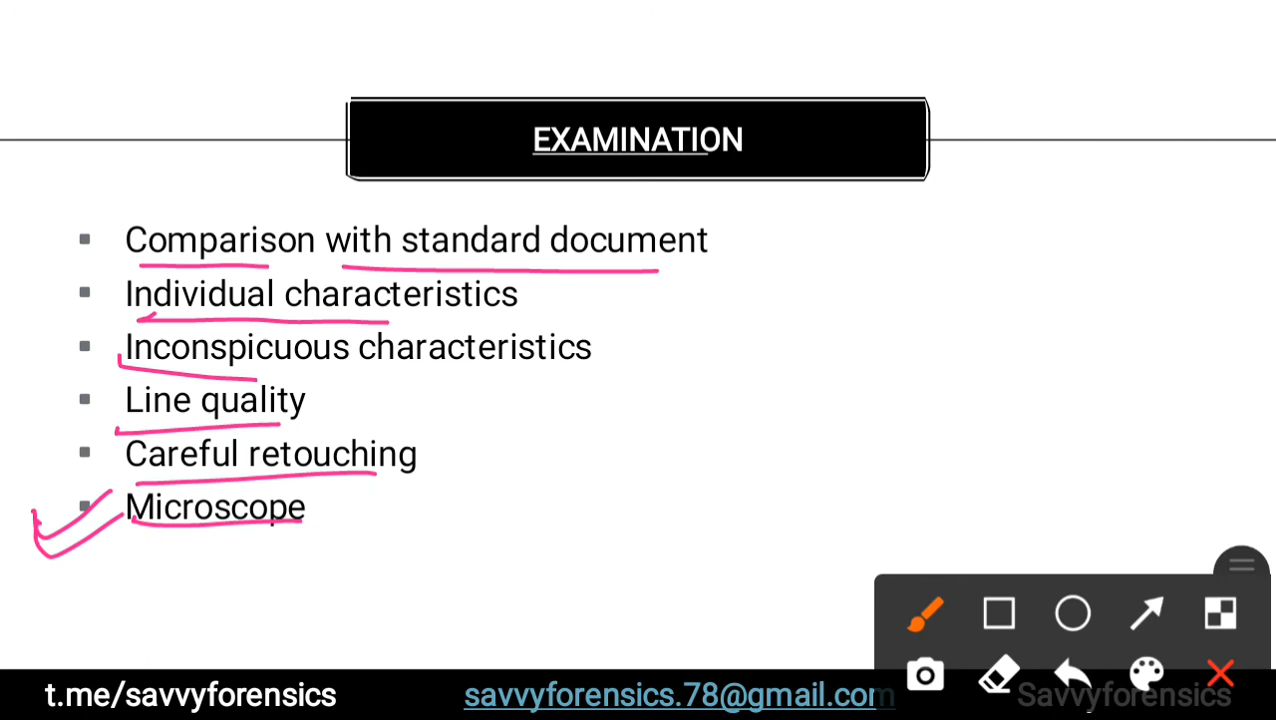 EXAMINATION
Comparison with standard document
Individual characteristics
Inconspicuous characteristics
Line quality
Careful retouching
Microscope
t.me/savvyforensics savvyforensics.78@gmail.com Savvyforensics